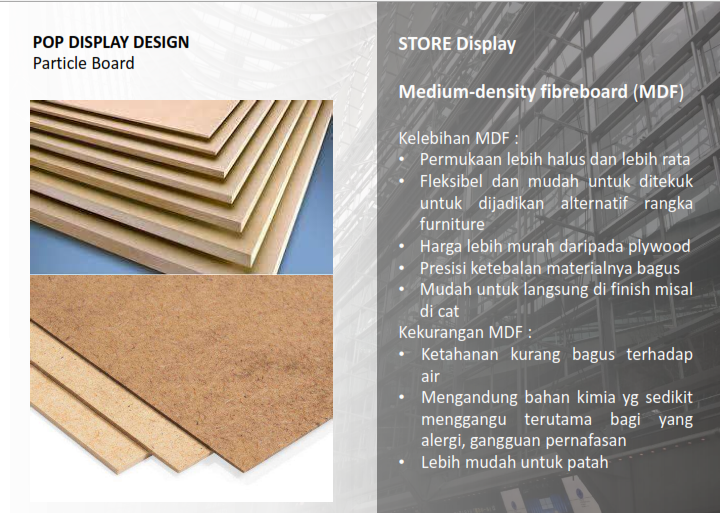 POP DISPLAY DESIGN
Particle Board
STORE Display
Medium-density fibreboard (MDF)
Kelebihan MDF :
• Permukaan lebih halus dan lebih rata
• Fleksibel dan mudah untuk ditekuk
untuk dijadikan alternatif rangka
furniture
• Harga lebih murah daripada plywood
• Presisi ketebalan materialnya bagus
• Mudah untuk langsung di finish misal
di cat
Kekurangan MDF :
• Ketahanan kurang bagus terhadap
air
• Mengandung bahan kimia yg sedikit
menggangu terutama bagi yang
alergi, gangguan pernafasan
• Lebih mudah untuk patah